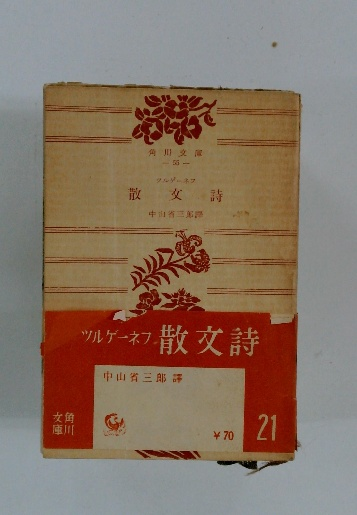 角川文庫
— 55 —
ツルゲーネフ
散文詩
中山省三郎譯
ツルゲーネフ 散文詩
中山省三郎譯
角川文庫
¥70
21